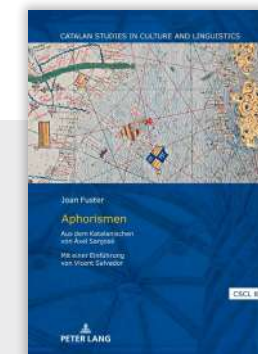 CATALAN STUDIES IN CULTURE AND LINGUISTICS
Joan Fuster
Aphorismen
Aus dem Katalanischen
von Àxel Sanjosé
Mit einer Einführung
von Vicent Salvador
CSCL
PETER LANG